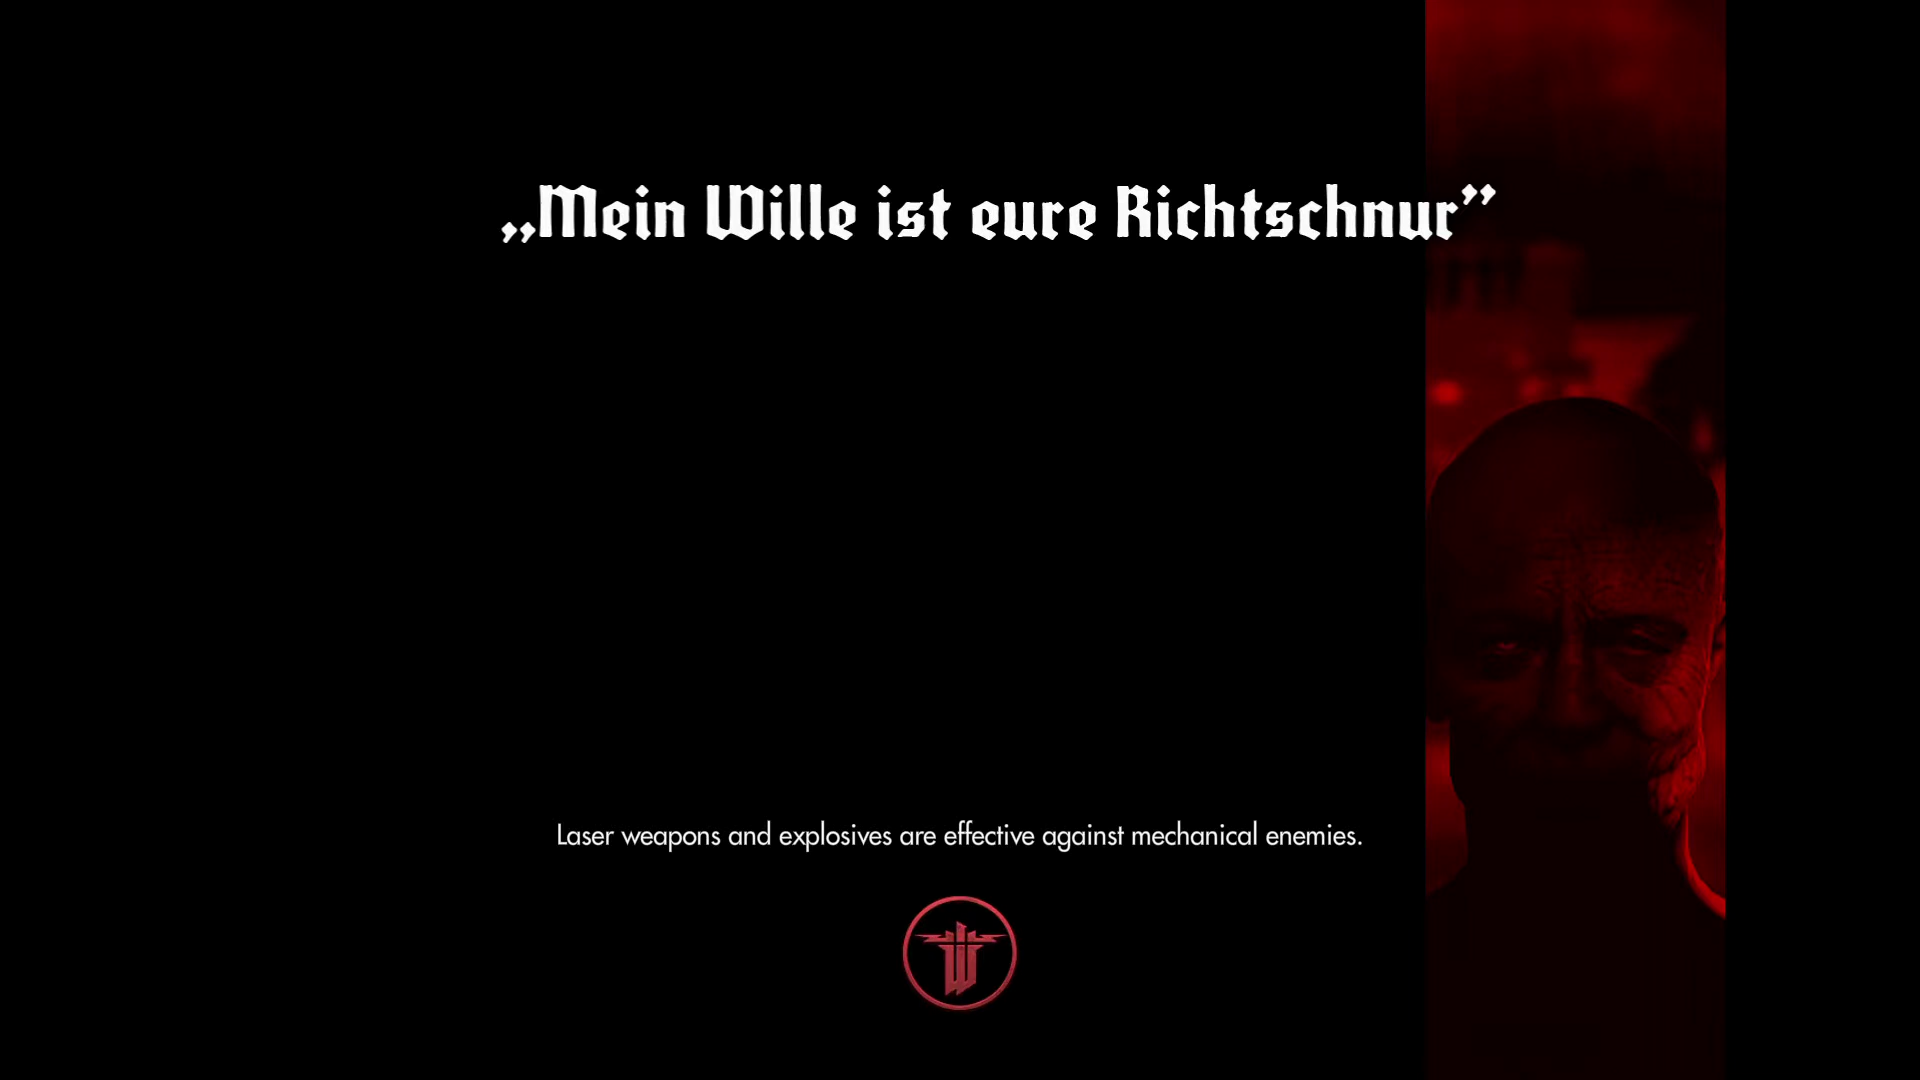 „Mein Wille ist eure Richtschnur”
Laser weapons and explosives are effective against mechanical enemies.